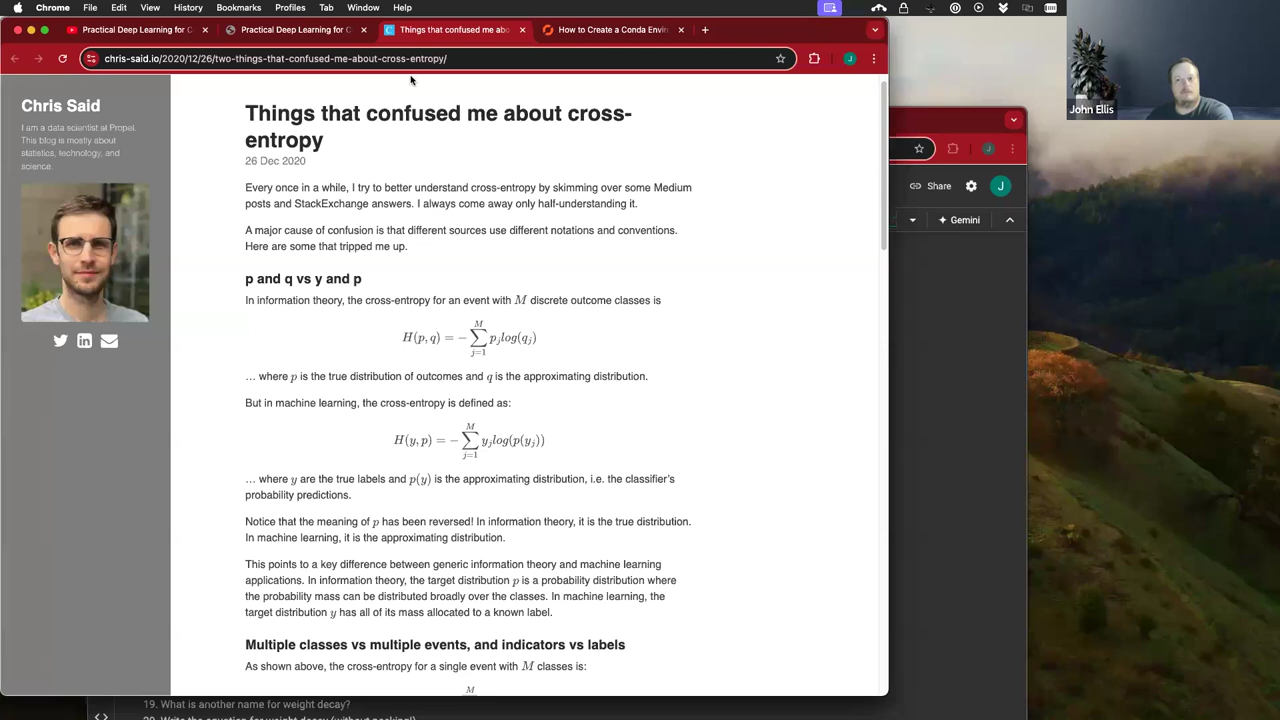 Chrome File Edit View History Bookmarks Profiles Tab Window Help
Practical Deep Learning for C
Practical Deep Learning for C
Things that confused me abo
How to Create a Conda Envir
chris-said.io/2020/12/26/two-things-that-confused-me-about-cross-entropy/
J
John Ellis
Chris Said
I am a data scientist at Propel.
This blog is mostly about
statistics, technology, and
science.
Things that confused me about cross-
entropy
26 Dec 2020
Every once in a while, I try to better understand cross-entropy by skimming over some Medium
posts and StackExchange answers. I always come away only half-understanding it.
A major cause of confusion is that different sources use different notations and conventions.
Here are some that tripped me up.
p and q vs y and p
In information theory, the cross-entropy for an event with M discrete outcome classes is
H(p, q) = − ∑_{j=1}^{M} p_j log(q_j)
… where p is the true distribution of outcomes and q is the approximating distribution.
But in machine learning, the cross-entropy is defined as:
H(y, p) = − ∑_{j=1}^{M} y_j log(p(y_j))
… where y are the true labels and p(y) is the approximating distribution, i.e. the classifier's
probability predictions.
Notice that the meaning of p has been reversed! In information theory, it is the true distribution.
In machine learning, it is the approximating distribution.
This points to a key difference between generic information theory and machine learning
applications. In information theory, the target distribution p is a probability distribution where
the probability mass can be distributed broadly over the classes. In machine learning, the
target distribution y has all of its mass allocated to a known label.
Multiple classes vs multiple events, and indicators vs labels
As shown above, the cross-entropy for a single event with M classes is:
M
J
Share
J
Gemini
19. What is another name for weight decay?
20. Write the equation for weight decay (without peeking!)